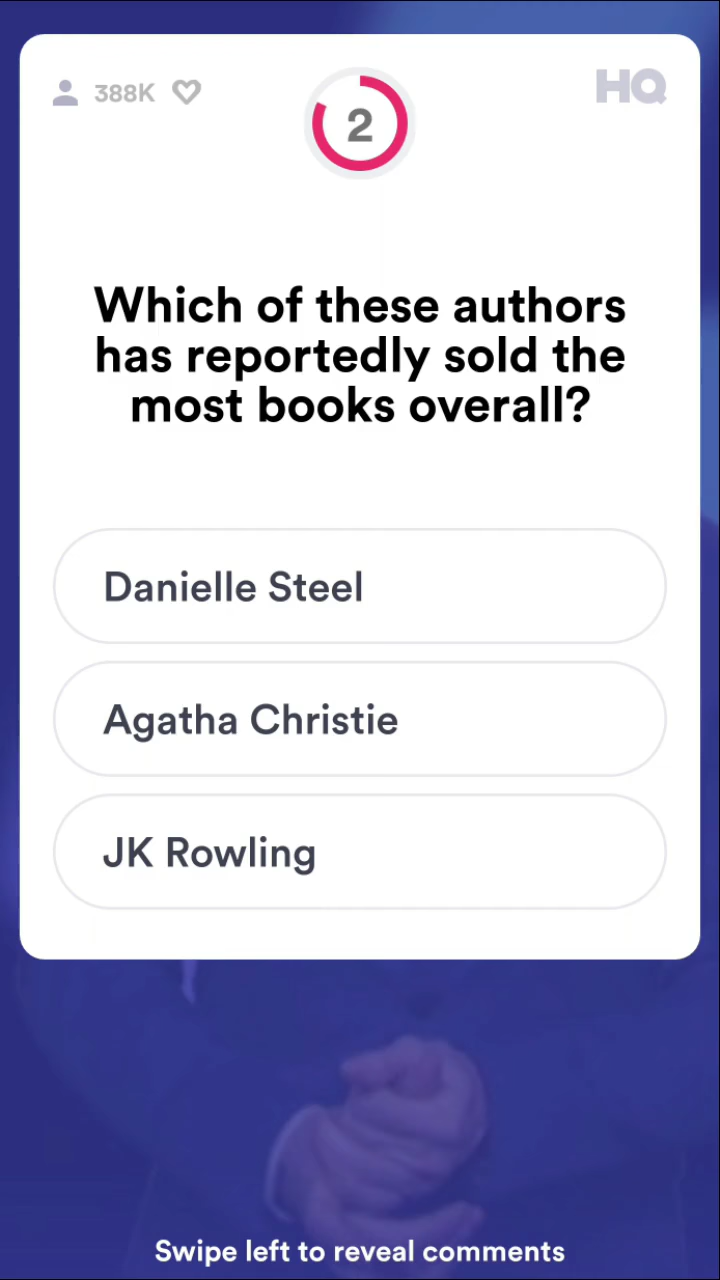 388K
2
HQ
Which of these authors
has reportedly sold the
most books overall?
Danielle Steel
Agatha Christie
JK Rowling
Swipe left to reveal comments